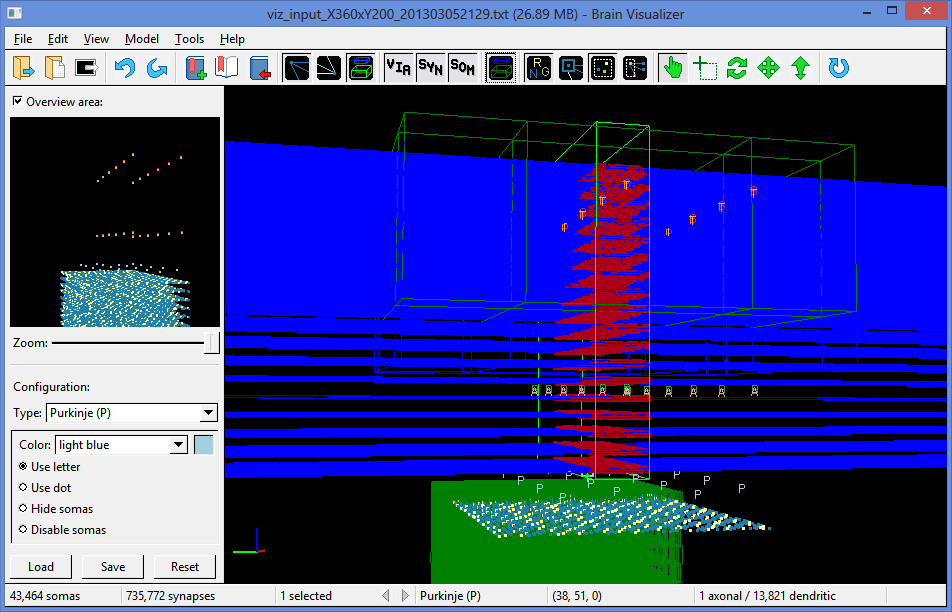 viz_input_X360xY200_201303052129.txt (26.89 MB) - Brain Visualizer
File Edit View Model Tools Help
VIA SYN SOM RNG
Overview area:
Zoom:
Configuration:
Type: Purkinje (P)
Color: light blue
Use letter
Use dot
Hide somas
Disable somas
Load Save Reset
43,464 somas 735,772 synapses 1 selected Purkinje (P) (38, 51, 0) 1 axonal / 13,821 dendritic